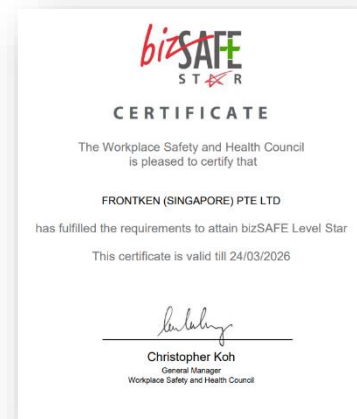 bizSAFE
STAR
CERTIFICATE
The Workplace Safety and Health Council
is pleased to certify that
FRONTKEN (SINGAPORE) PTE LTD
has fulfilled the requirements to attain bizSAFE Level Star
This certificate is valid till 24/03/2026
Christopher Koh
General Manager
Workplace Safety and Health Council